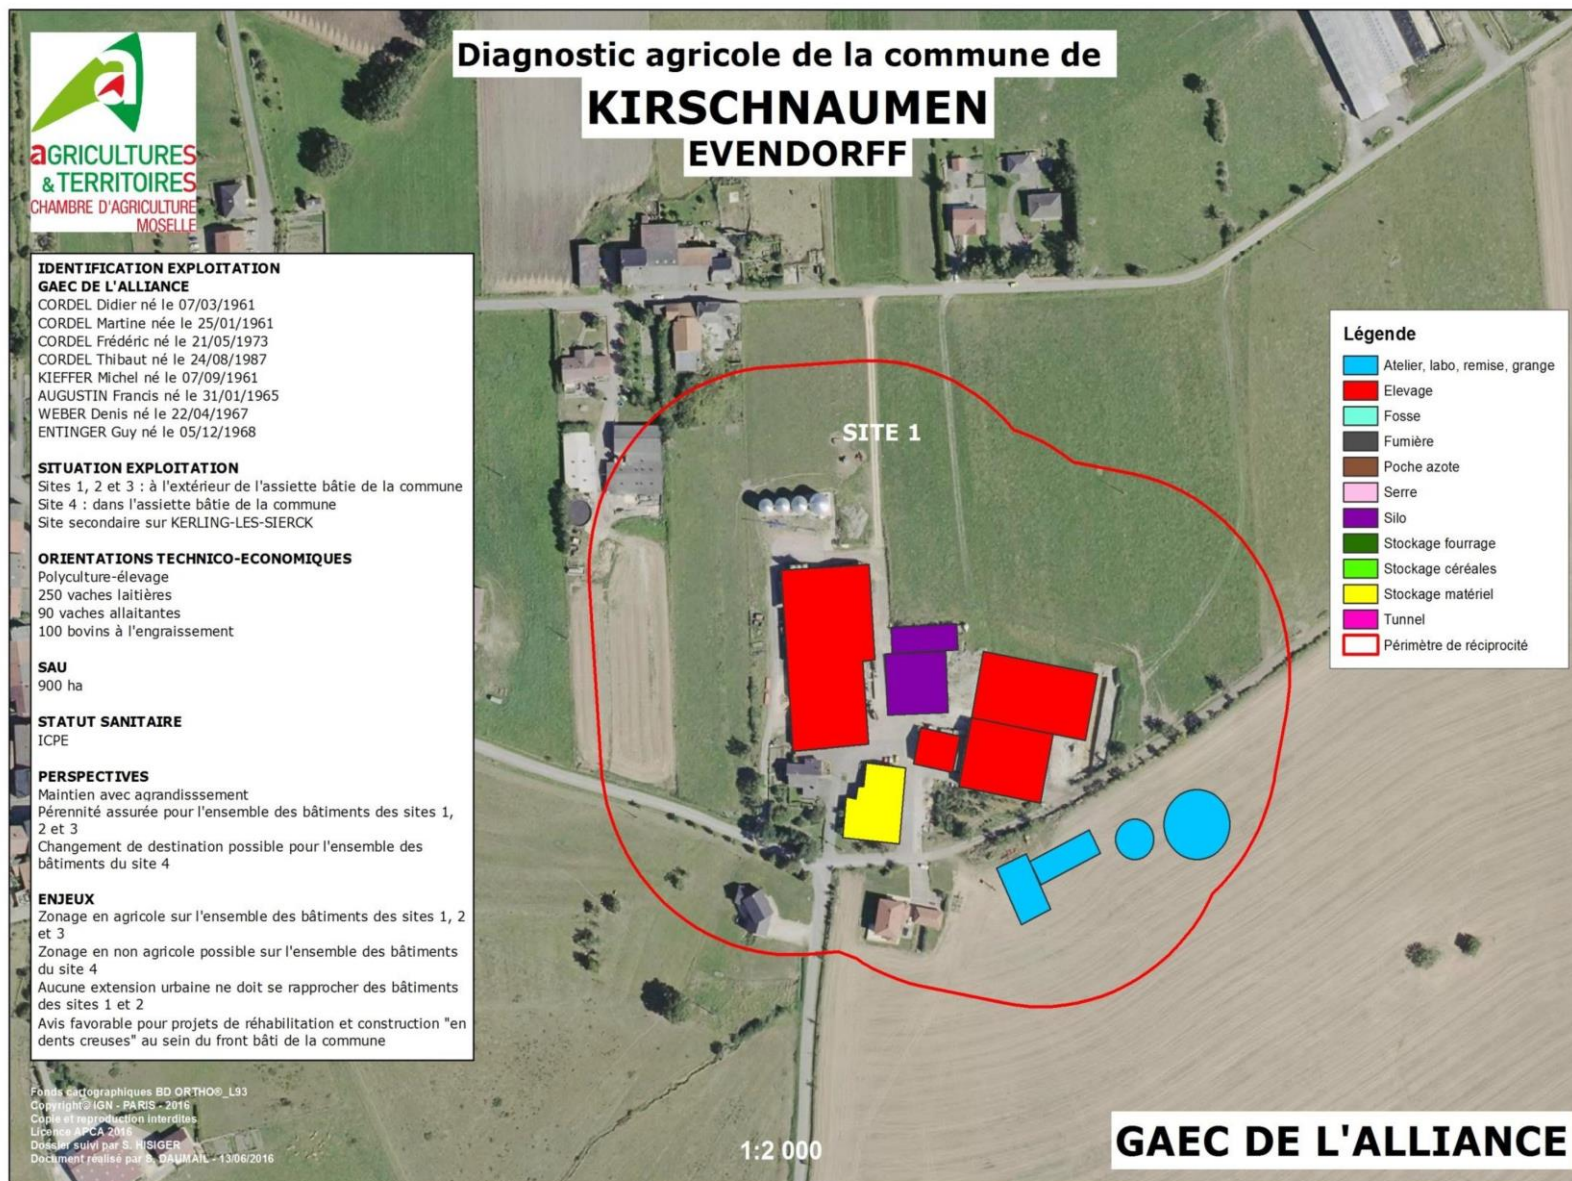 Diagnostic agricole de la commune de
KIRSCHNAUMEN
EVENDORFF
aGRICULTURES
& TERRITOIRES
CHAMBRE D'AGRICULTURE
MOSELLE
IDENTIFICATION EXPLOITATION
GAEC DE L'ALLIANCE
CORDEL Didier né le 07/03/1961
CORDEL Martine née le 25/01/1961
CORDEL Frédéric né le 21/05/1973
CORDEL Thibaut né le 24/08/1987
KIEFFER Michel né le 07/09/1961
AUGUSTIN Francis né le 31/01/1965
WEBER Denis né le 22/04/1967
ENTINGER Guy né le 05/12/1968
SITUATION EXPLOITATION
Sites 1, 2 et 3 : à l'extérieur de l'assiette bâtie de la commune
Site 4 : dans l'assiette bâtie de la commune
Site secondaire sur KERLING-LES-SIERCK
ORIENTATIONS TECHNICO-ECONOMIQUES
Polyculture-élevage
250 vaches laitières
90 vaches allaitantes
100 bovins à l'engraissement
SAU
900 ha
STATUT SANITAIRE
ICPE
PERSPECTIVES
Maintien avec agrandisssement
Pérennité assurée pour l'ensemble des bâtiments des sites 1,
2 et 3
Changement de destination possible pour l'ensemble des
bâtiments du site 4
ENJEUX
Zonage en agricole sur l'ensemble des bâtiments des sites 1, 2
et 3
Zonage en non agricole possible sur l'ensemble des bâtiments
du site 4
Aucune extension urbaine ne doit se rapprocher des bâtiments
des sites 1 et 2
Avis favorable pour projets de réhabilitation et construction "en
dents creuses" au sein du front bâti de la commune
SITE 1
Légende
Atelier, labo, remise, grange
Elevage
Fosse
Fumière
Poche azote
Serre
Silo
Stockage fourrage
Stockage céréales
Stockage matériel
Tunnel
Périmètre de réciprocité
Fonds cartographiques BD ORTHO®_L93
Copyright © IGN - PARIS - 2016
Copie et reproduction interdites
Licence APCA 2016
Dossier suivi par S. HISIGER
Document réalisé par S. DAUMAIL - 13/06/2016
1:2 000
GAEC DE L'ALLIANCE